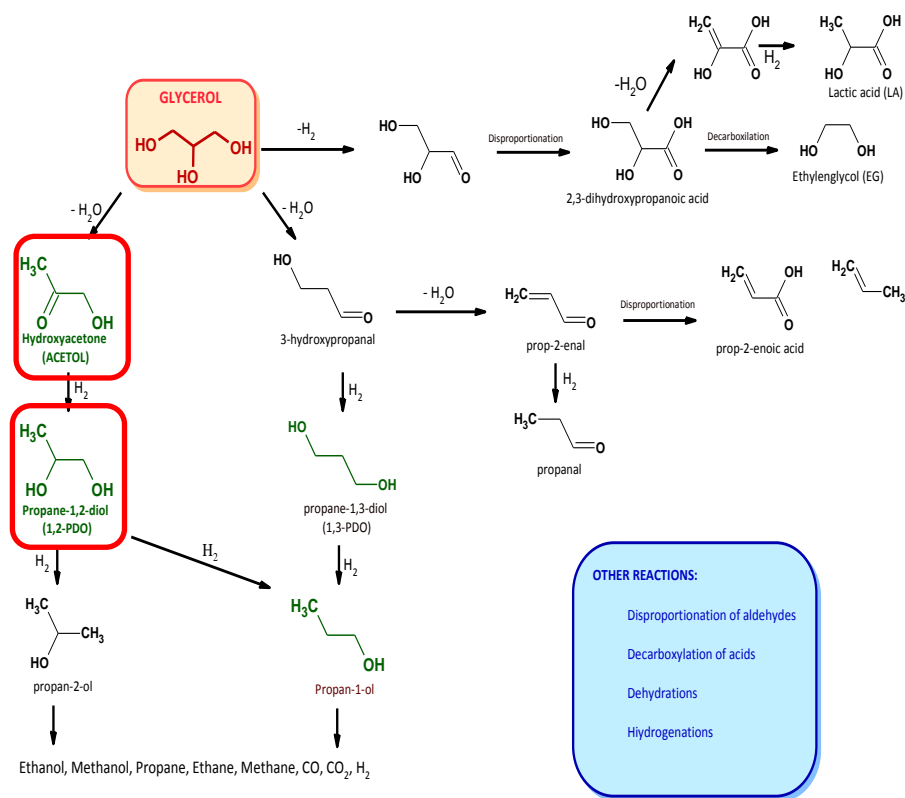 H₃C OH
HO O
H₂
Lactic acid (LA)
H₂C OH
HO O
-H₂O
GLYCEROL
HO OH
HO
-H₂
HO
HO O
Disproportionation
HO OH
HO O
2,3-dihydroxypropanoic acid
Decarboxilation
HO OH
Ethylenglycol (EG)
- H₂O
- H₂O
H₃C
O OH
Hydroxyacetone
(ACETOL)
HO
O
3-hydroxypropanal
- H₂O
H₂C
O
prop-2-enal
Disproportionation
H₂C OH
O
prop-2-enoic acid
H₂C
CH₃
H₂
H₂
H₂
H₃C
HO OH
Propane-1,2-diol
(1,2-PDO)
HO
OH
propane-1,3-diol
(1,3-PDO)
H₃C
O
propanal
H₂
H₂
H₂
H₃C
CH₃
HO
propan-2-ol
H₃C
OH
Propan-1-ol
Ethanol, Methanol, Propane, Ethane, Methane, CO, CO₂, H₂
OTHER REACTIONS:
Disproportionation of aldehydes
Decarboxylation of acids
Dehydrations
Hiydrogenations